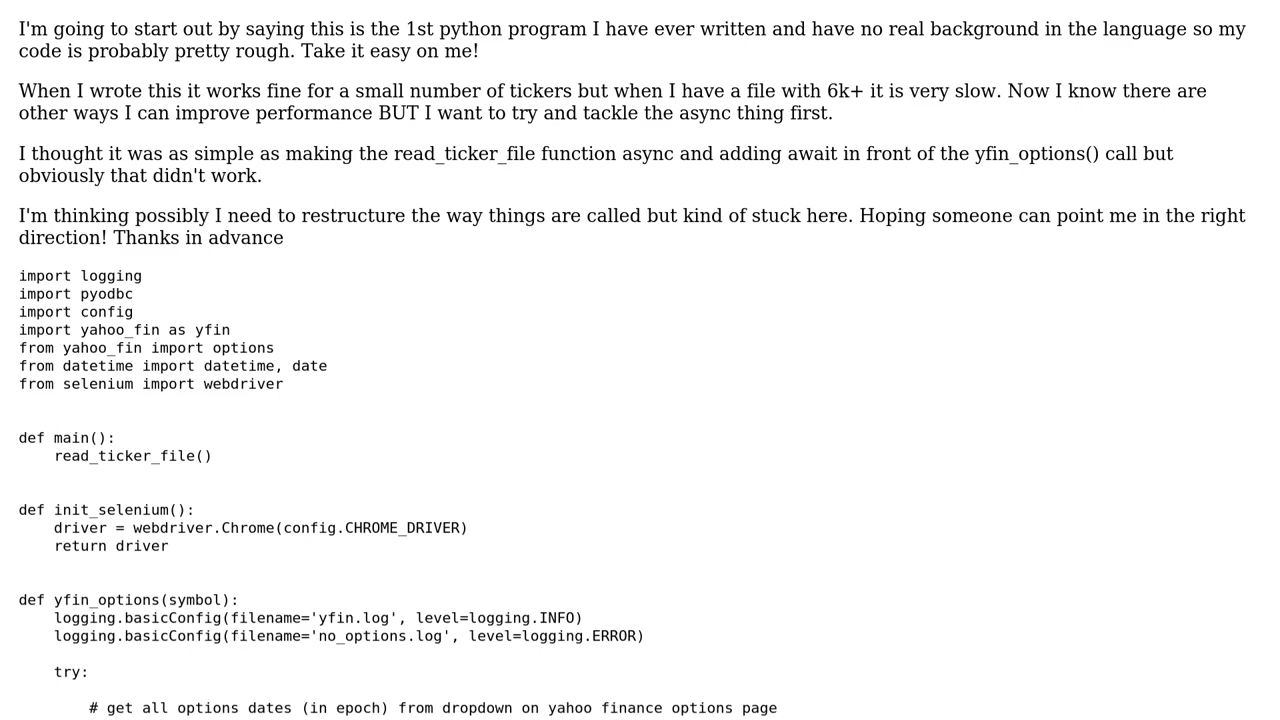 I'm going to start out by saying this is the 1st python program I have ever written and have no real background in the language so my
code is probably pretty rough. Take it easy on me!
When I wrote this it works fine for a small number of tickers but when I have a file with 6k+ it is very slow. Now I know there are
other ways I can improve performance BUT I want to try and tackle the async thing first.
I thought it was as simple as making the read_ticker_file function async and adding await in front of the yfin_options() call but
obviously that didn't work.
I'm thinking possibly I need to restructure the way things are called but kind of stuck here. Hoping someone can point me in the right
direction! Thanks in advance
import logging
import pyodbc
import config
import yahoo_fin as yfin
from yahoo_fin import options
from datetime import datetime, date
from selenium import webdriver
def main():
    read_ticker_file()
def init_selenium():
    driver = webdriver.Chrome(config.CHROME_DRIVER)
    return driver
def yfin_options(symbol):
    logging.basicConfig(filename='yfin.log', level=logging.INFO)
    logging.basicConfig(filename='no_options.log', level=logging.ERROR)
    try:
        # get all options dates (in epoch) from dropdown on yahoo finance options page